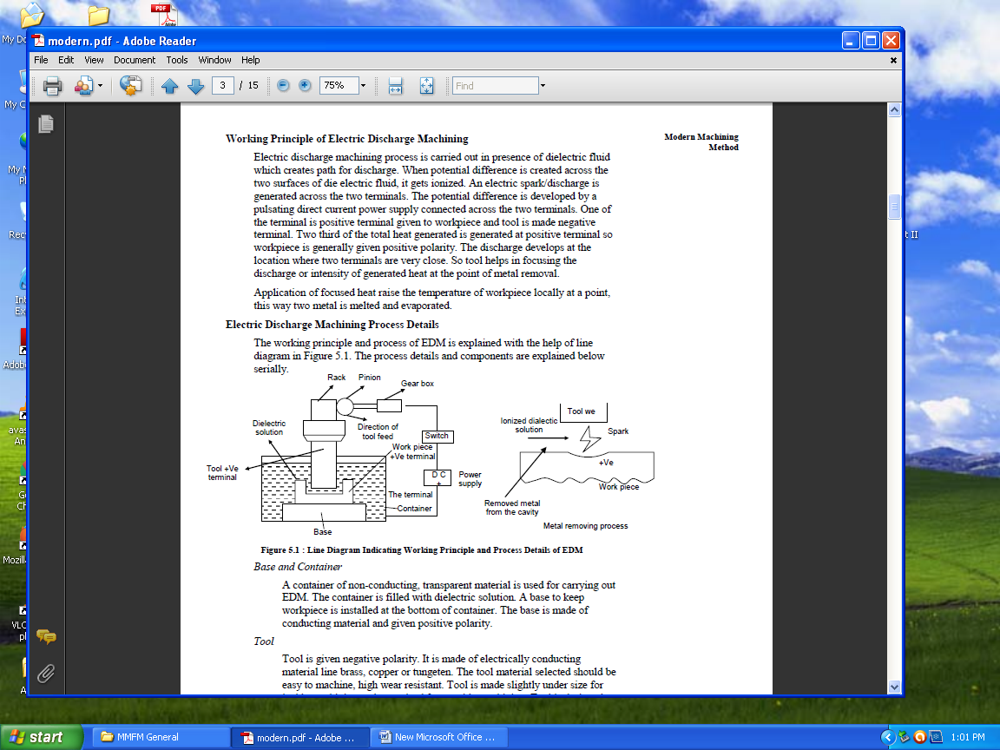 My Do
modern.pdf - Adobe Reader
File Edit View Document Tools Window Help
3 / 15 75% Find
My C
My N
Pl
Rec
Int
Ex
Adob
avas
An
Go
Ch
Mozil
VLC
pl
A
t II
Working Principle of Electric Discharge Machining
Modern Machining
Method
Electric discharge machining process is carried out in presence of dielectric fluid
which creates path for discharge. When potential difference is created across the
two surfaces of die electric fluid, it gets ionized. An electric spark/discharge is
generated across the two terminals. The potential difference is developed by a
pulsating direct current power supply connected across the two terminals. One of
the terminal is positive terminal given to workpiece and tool is made negative
terminal. Two third of the total heat generated is generated at positive terminal so
workpiece is generally given positive polarity. The discharge develops at the
location where two terminals are very close. So tool helps in focusing the
discharge or intensity of generated heat at the point of metal removal.
Application of focused heat raise the temperature of workpiece locally at a point,
this way two metal is melted and evaporated.
Electric Discharge Machining Process Details
The working principle and process of EDM is explained with the help of line
diagram in Figure 5.1. The process details and components are explained below
serially.
Rack Pinion
Gear box
Dielectric
solution
Direction of
tool feed
Switch
Work piece
+Ve terminal
Tool +Ve
terminal
D C
+
Power
supply
The terminal
Container
Base
Tool we
Ionized dialectic
solution
Spark
+Ve
Work piece
Removed metal
from the cavity
Metal removing process
Figure 5.1 : Line Diagram Indicating Working Principle and Process Details of EDM
Base and Container
A container of non-conducting, transparent material is used for carrying out
EDM. The container is filled with dielectric solution. A base to keep
workpiece is installed at the bottom of container. The base is made of
conducting material and given positive polarity.
Tool
Tool is given negative polarity. It is made of electrically conducting
material line brass, copper or tungeten. The tool material selected should be
easy to machine, high wear resistant. Tool is made slightly under size for
start MMFM General modern.pdf - Adobe ... New Microsoft Office ... 1:01 PM